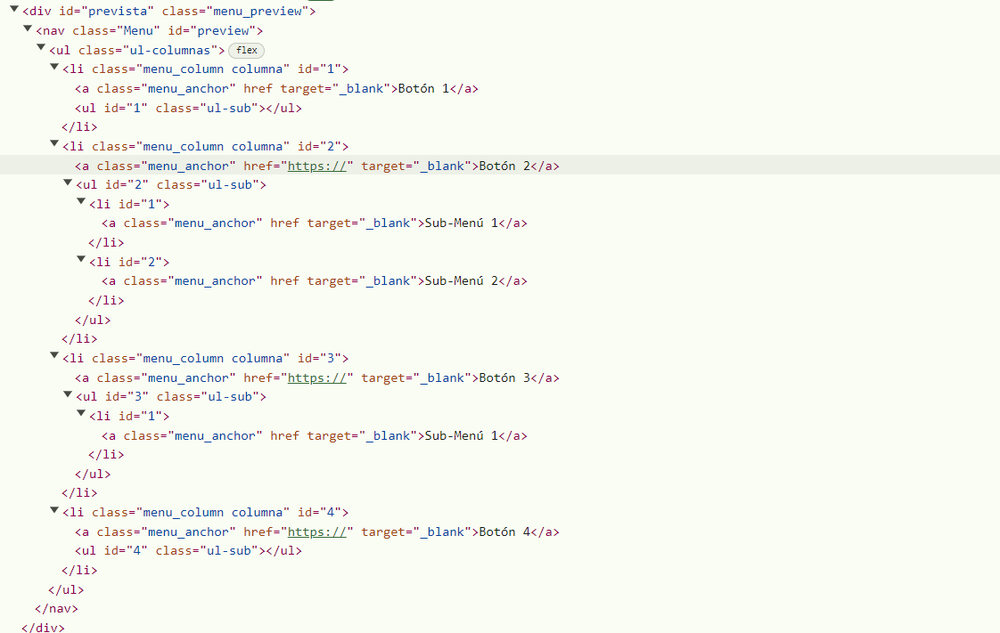 <div id="prevista" class="menu_preview">
<nav class="Menu" id="preview">
<ul class="ul-columnas"> flex
<li class="menu_column columna" id="1">
<a class="menu_anchor" href target="_blank">Botón 1</a>
<ul id="1" class="ul-sub"></ul>
</li>
<li class="menu_column columna" id="2">
<a class="menu_anchor" href="https://" target="_blank">Botón 2</a>
<ul id="2" class="ul-sub">
<li id="1">
<a class="menu_anchor" href target="_blank">Sub-Menú 1</a>
</li>
<li id="2">
<a class="menu_anchor" href target="_blank">Sub-Menú 2</a>
</li>
</ul>
</li>
<li class="menu_column columna" id="3">
<a class="menu_anchor" href="https://" target="_blank">Botón 3</a>
<ul id="3" class="ul-sub">
<li id="1">
<a class="menu_anchor" href target="_blank">Sub-Menú 1</a>
</li>
</ul>
</li>
<li class="menu_column columna" id="4">
<a class="menu_anchor" href="https://" target="_blank">Botón 4</a>
<ul id="4" class="ul-sub"></ul>
</li>
</ul>
</nav>
</div>